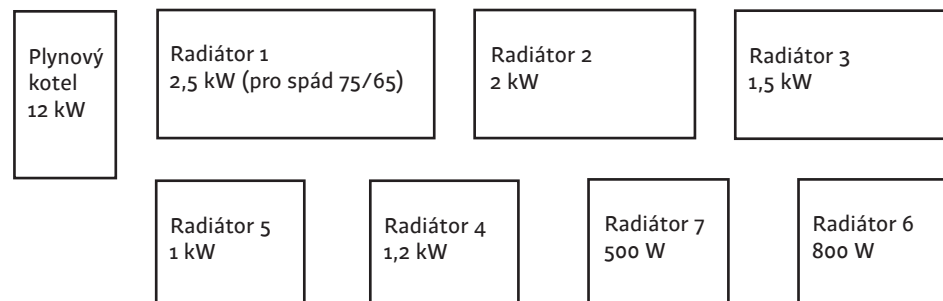 Plynový
kotel
12 kW
Radiátor 1
2,5 kW (pro spád 75/65)
Radiátor 2
2 kW
Radiátor 3
1,5 kW
Radiátor 5
1 kW
Radiátor 4
1,2 kW
Radiátor 7
500 W
Radiátor 6
800 W